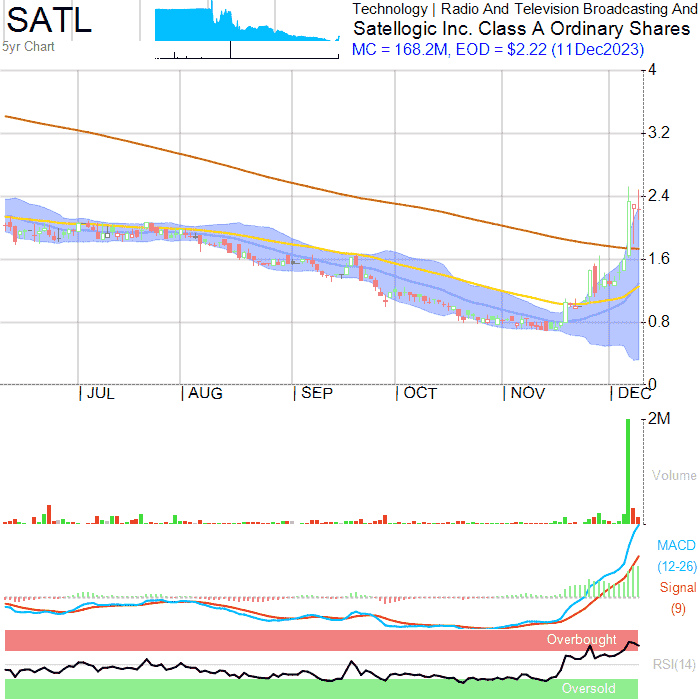 SATL
5yr Chart
Technology | Radio And Television Broadcasting And
Satellogic Inc. Class A Ordinary Shares
MC = 168.2M, EOD = $2.22 (11Dec2023)
4
3.2
2.4
1.6
0.8
0
JUL AUG SEP OCT NOV DEC
2M
Volume
MACD
(12-26)
Signal
(9)
Overbought
RSI(14)
Oversold